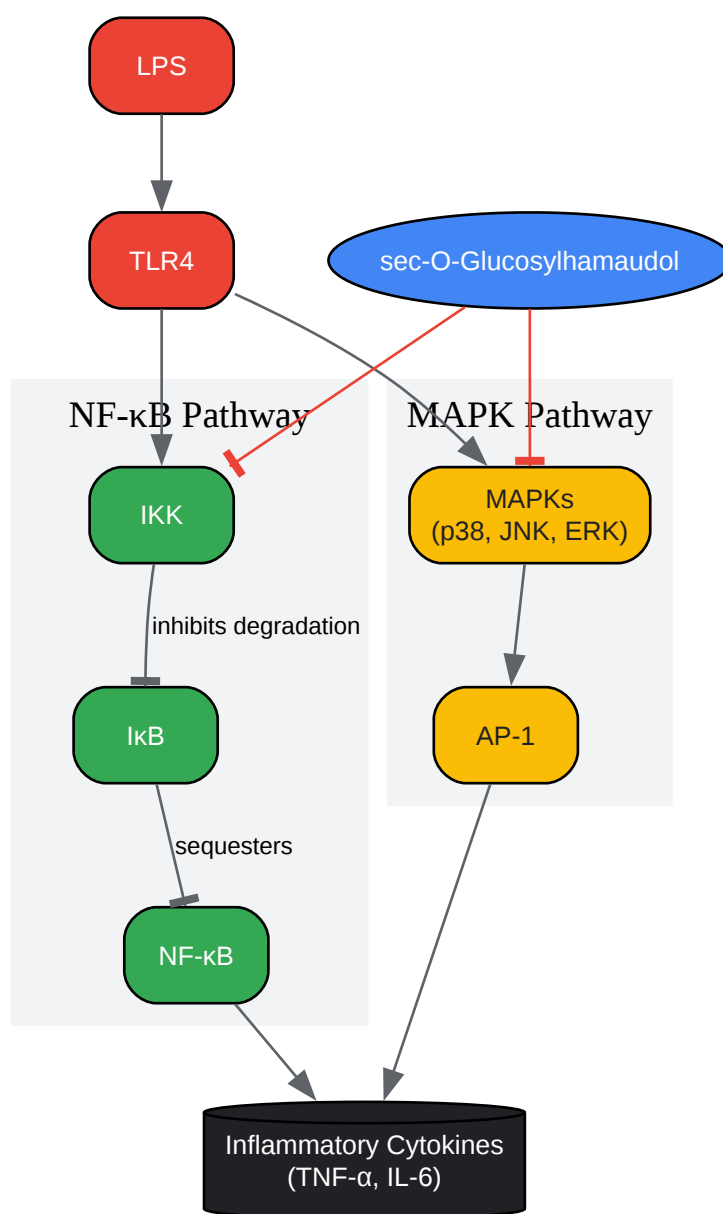 LPS
TLR4
sec-O-Glucosylhamaudol
NF-κB Pathway
MAPK Pathway
IKK
MAPKs
(p38, JNK, ERK)
inhibits degradation
IκB
AP-1
sequesters
NF-κB
Inflammatory Cytokines
(TNF-α, IL-6)